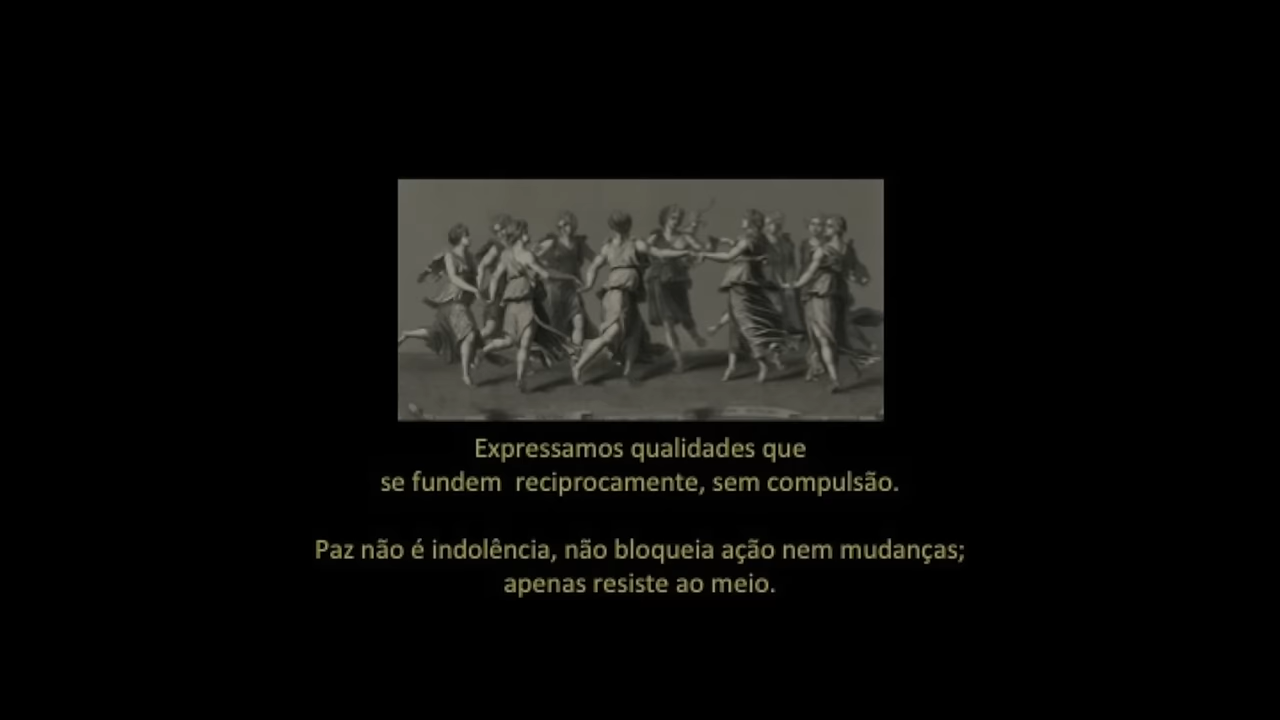 Expressamos qualidades que
se fundem  reciprocamente, sem compulsão.
Paz não é indolência, não bloqueia ação nem mudanças;
apenas resiste ao meio.